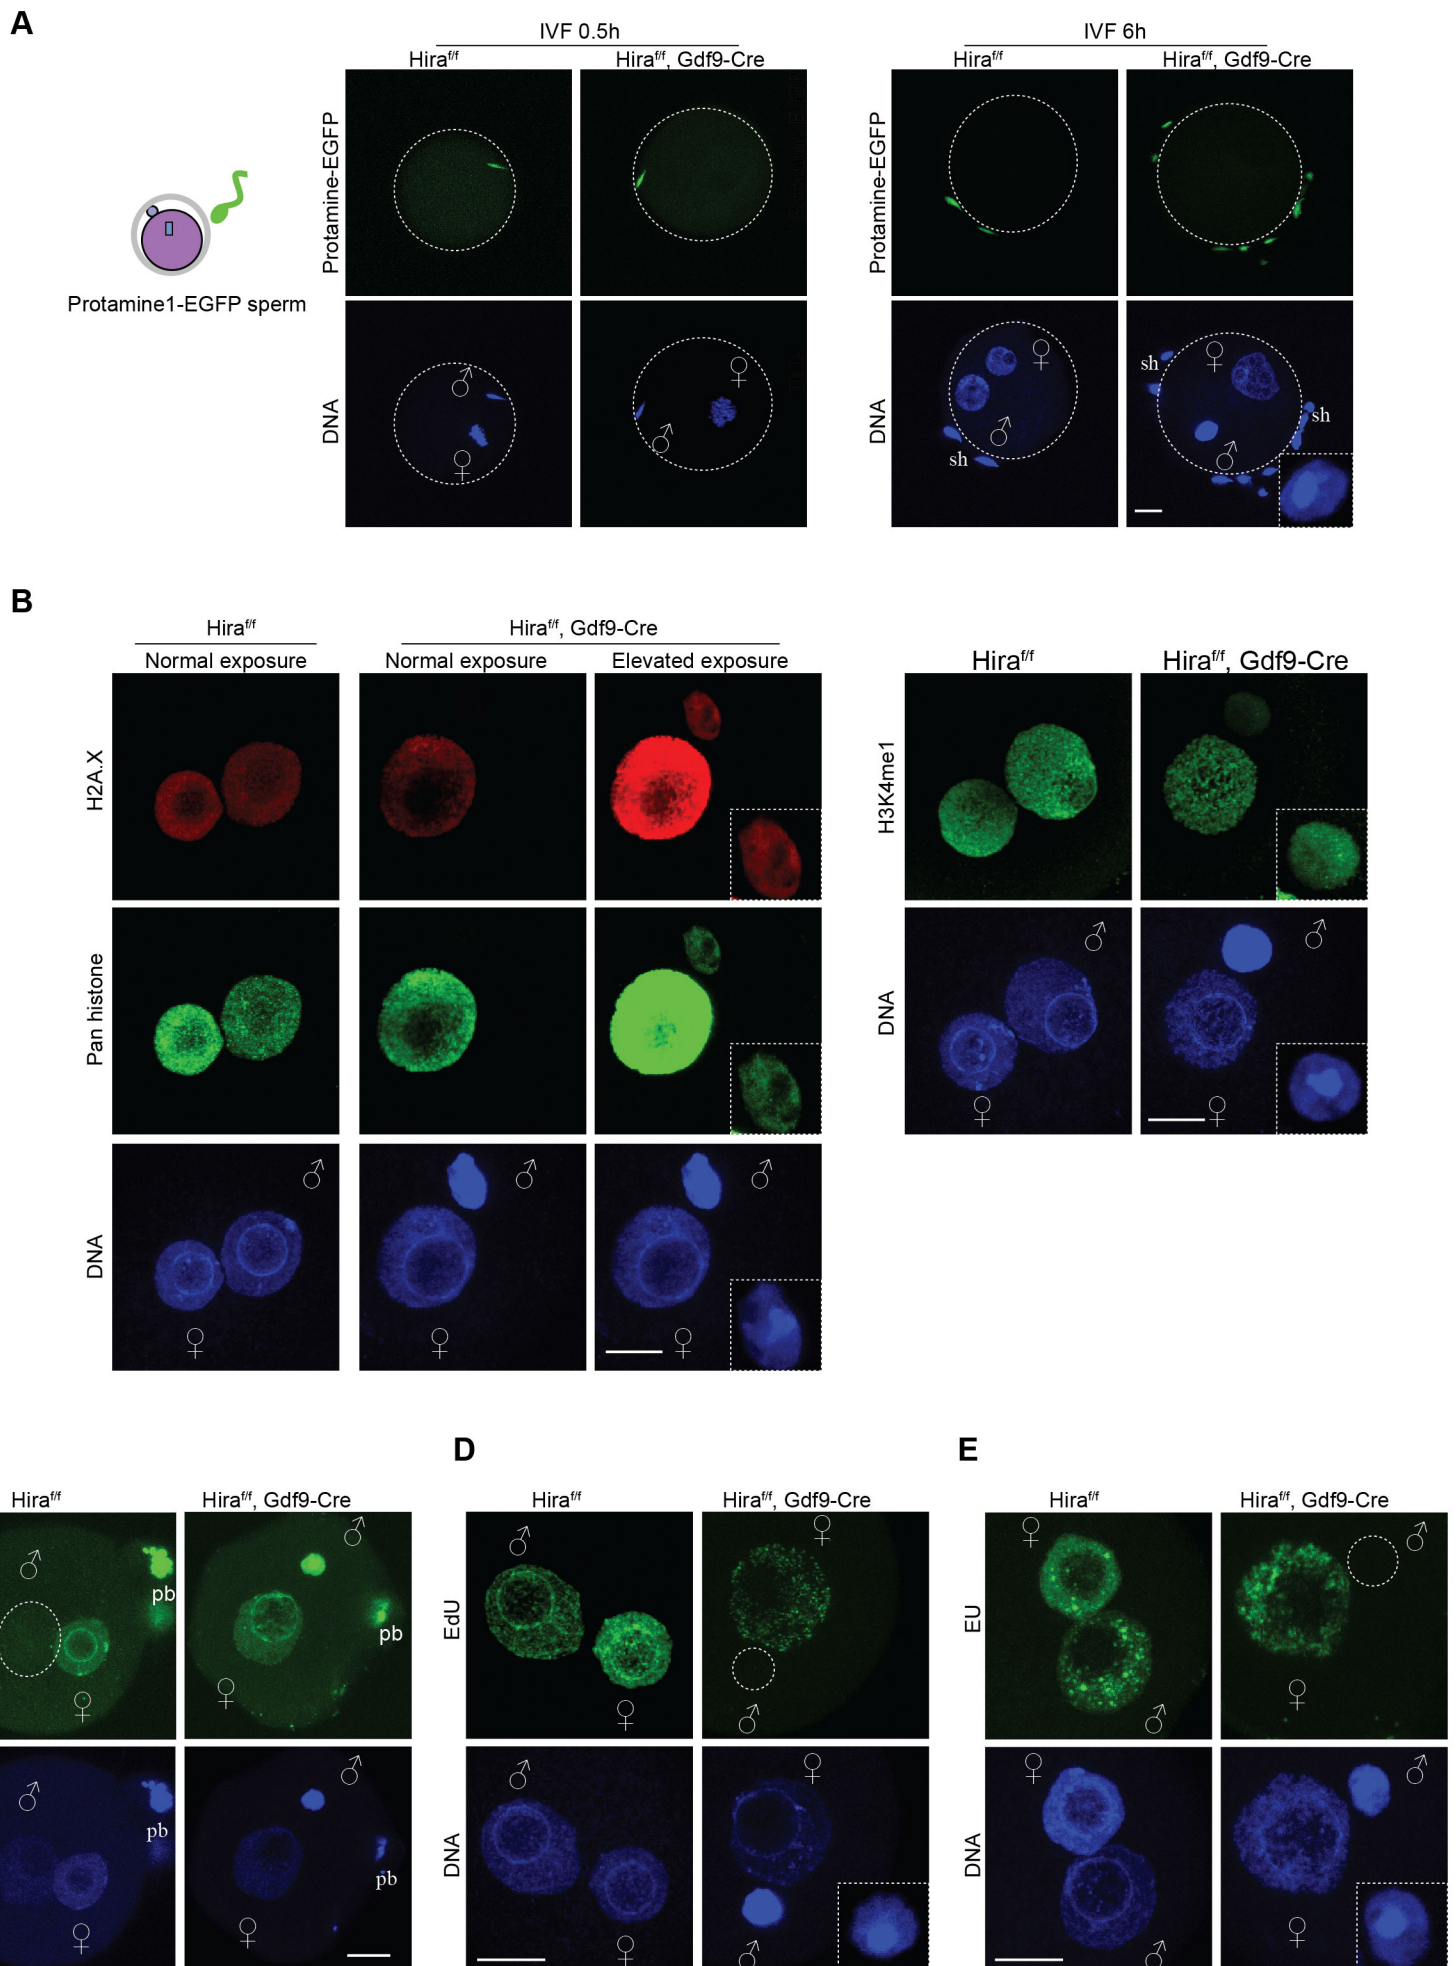 A
IVF 0.5h
IVF 6h
Hira^f/f
Hira^f/f, Gdf9-Cre
Hira^f/f
Hira^f/f, Gdf9-Cre
Protamine-EGFP
Protamine-EGFP
Protamine1-EGFP sperm
DNA
♂
♀
♀
♂
DNA
♀
♂
sh
sh
♀
sh
♂
B
Hira^f/f
Hira^f/f, Gdf9-Cre
Normal exposure
Normal exposure
Elevated exposure
Hira^f/f
Hira^f/f, Gdf9-Cre
H2A.X
H3K4me1
Pan histone
DNA
♂
♀
♂
♀
DNA
♂
♀
♂
♀
♂
♀
D
E
Hira^f/f
Hira^f/f, Gdf9-Cre
Hira^f/f
Hira^f/f, Gdf9-Cre
Hira^f/f
Hira^f/f, Gdf9-Cre
♂
pb
♀
♂
pb
♀
EdU
♂
♀
♀
♂
EU
♀
♂
♂
♀
♂
pb
♀
♂
pb
♀
DNA
♂
♀
♀
♂
DNA
♀
♂
♂
♀